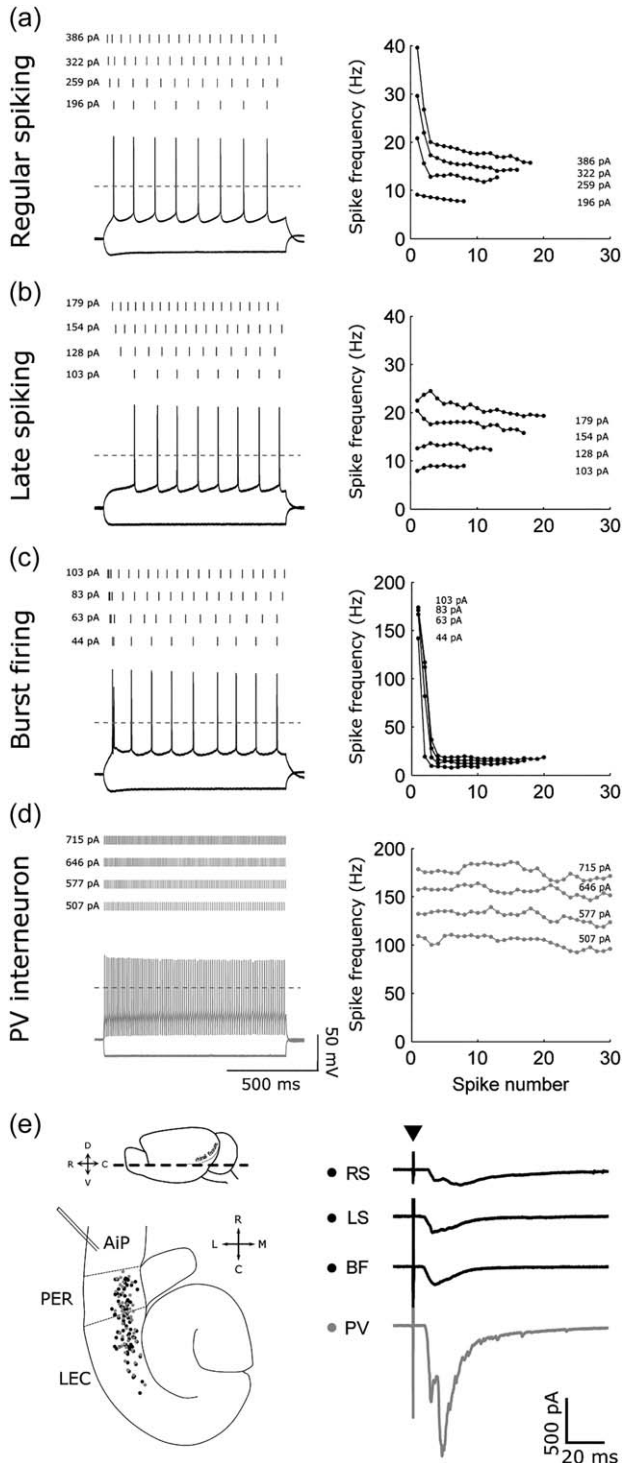 (a)
Regular spiking
386 pA
322 pA
259 pA
196 pA
Spike frequency (Hz)
40
30
20
10
0
0
10
20
30
386 pA
322 pA
259 pA
196 pA
(b)
Late spiking
179 pA
154 pA
128 pA
103 pA
Spike frequency (Hz)
40
30
20
10
0
0
10
20
30
179 pA
154 pA
128 pA
103 pA
(c)
Burst firing
103 pA
83 pA
63 pA
44 pA
Spike frequency (Hz)
200
150
100
50
0
0
10
20
30
103 pA
83 pA
63 pA
44 pA
(d)
PV interneuron
715 pA
646 pA
577 pA
507 pA
50 mV
500 ms
Spike frequency (Hz)
200
150
100
50
0
0
10
20
30
715 pA
646 pA
577 pA
507 pA
Spike number
(e)
D
R C
V
AiP
R
L M
C
PER
LEC
RS
LS
BF
PV
500 pA
20 ms